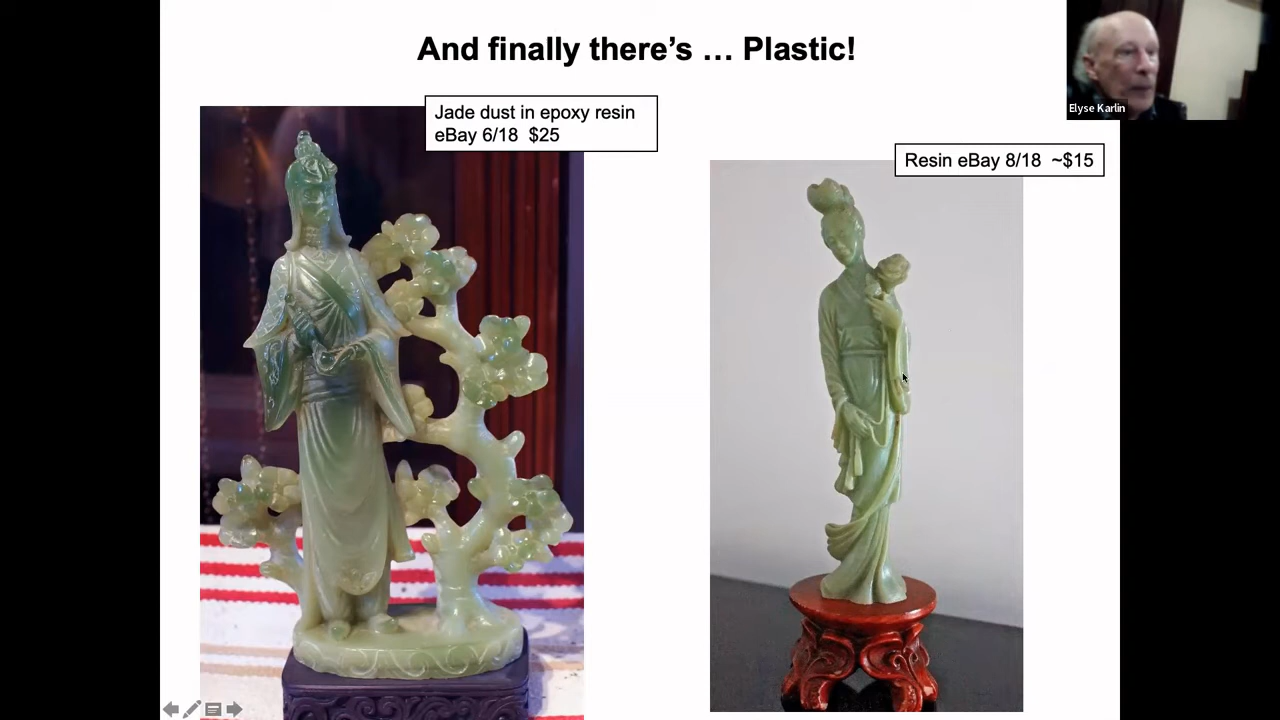 And finally there’s … Plastic!
Jade dust in epoxy resin
eBay 6/18  $25
Resin eBay 8/18  ~$15
Elyse Karlin